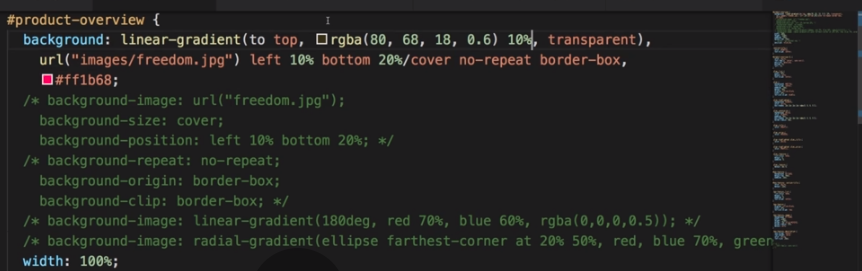 #product-overview {
background: linear-gradient(to top, rgba(80, 68, 18, 0.6) 10%, transparent),
url("images/freedom.jpg") left 10% bottom 20%/cover no-repeat border-box,
#ff1b68;
/* background-image: url("freedom.jpg");
background-size: cover;
background-position: left 10% bottom 20%; */
/* background-repeat: no-repeat;
background-origin: border-box;
background-clip: border-box; */
/* background-image: linear-gradient(180deg, red 70%, blue 60%, rgba(0,0,0,0.5)); */
/* background-image: radial-gradient(ellipse farthest-corner at 20% 50%, red, blue 70%, green
width: 100%;